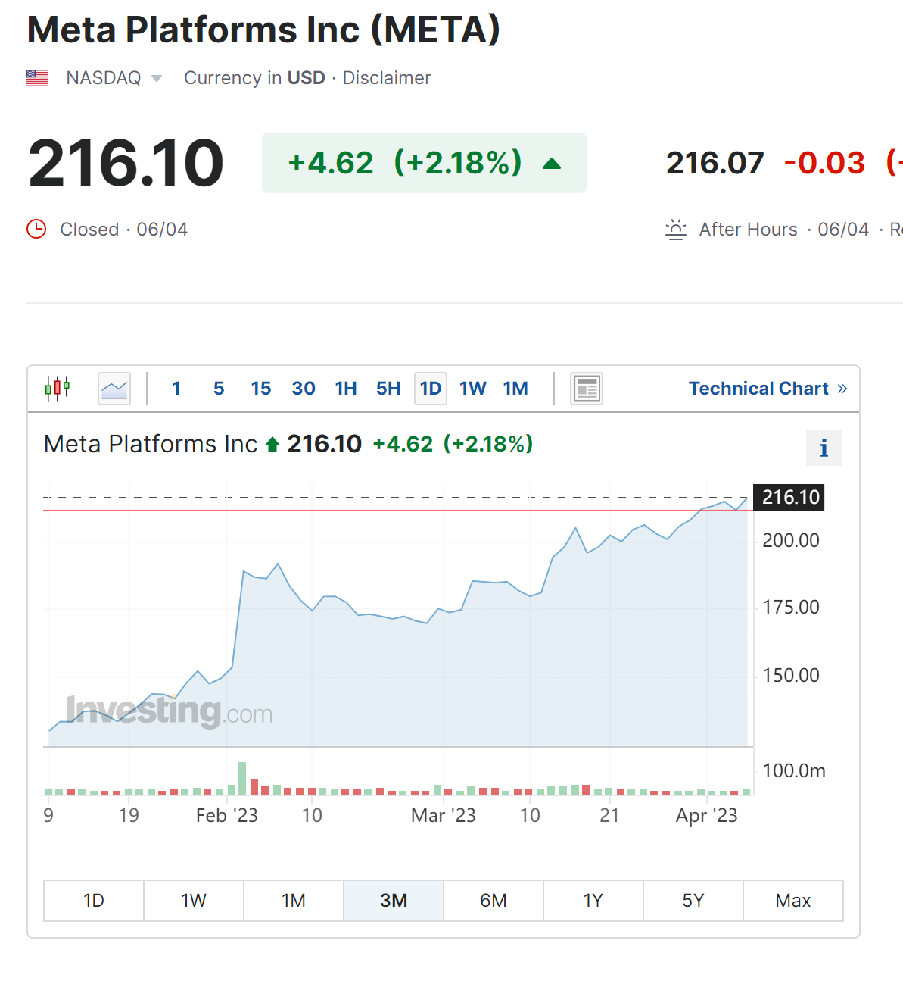 Meta Platforms Inc (META)
NASDAQ Currency in USD · Disclaimer
216.10 +4.62 (+2.18%) 216.07 -0.03 (-
Closed · 06/04 After Hours · 06/04 ·
1 5 15 30 1H 5H 1D 1W 1M Technical Chart »
Meta Platforms Inc 216.10 +4.62 (+2.18%)
i
216.10
200.00
175.00
150.00
Investing.com
100.0m
9 19 Feb '23 10 Mar '23 10 21 Apr '23
1D 1W 1M 3M 6M 1Y 5Y Max